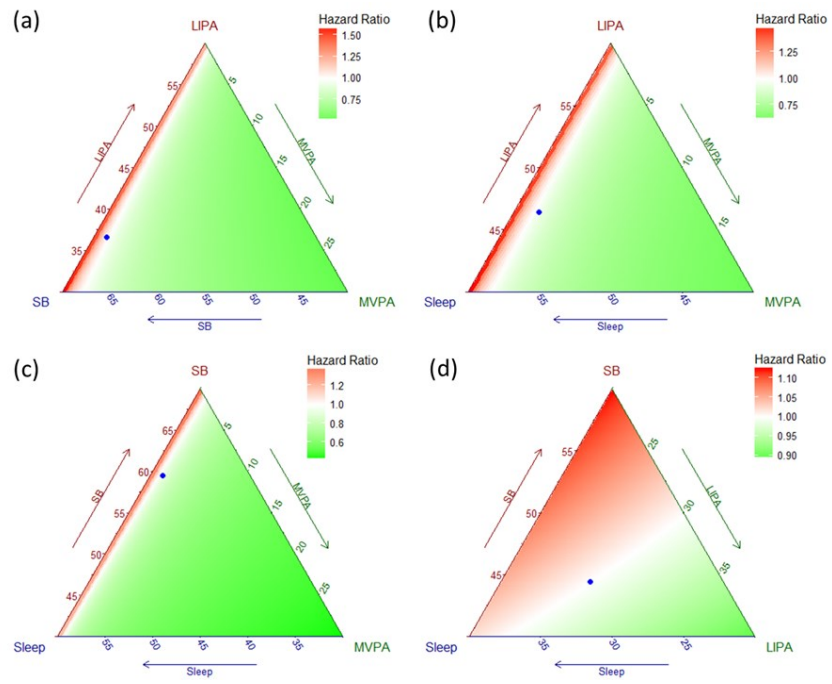 (a)
LIPA
Hazard Ratio
1.50
1.25
1.00
0.75
55
50
45
40
35
LIPA
5
10
15
20
25
MVPA
SB
65
60
55
50
45
MVPA
SB
(b)
LIPA
Hazard Ratio
1.25
1.00
0.75
55
50
45
LIPA
5
10
15
MVPA
Sleep
55
50
45
MVPA
Sleep
(c)
SB
Hazard Ratio
1.2
1.0
0.8
0.6
65
60
55
50
45
SB
5
10
15
20
25
MVPA
Sleep
55
50
45
40
35
MVPA
Sleep
(d)
SB
Hazard Ratio
1.10
1.05
1.00
0.95
0.90
55
50
45
SB
25
30
35
LIPA
Sleep
35
30
25
LIPA
Sleep